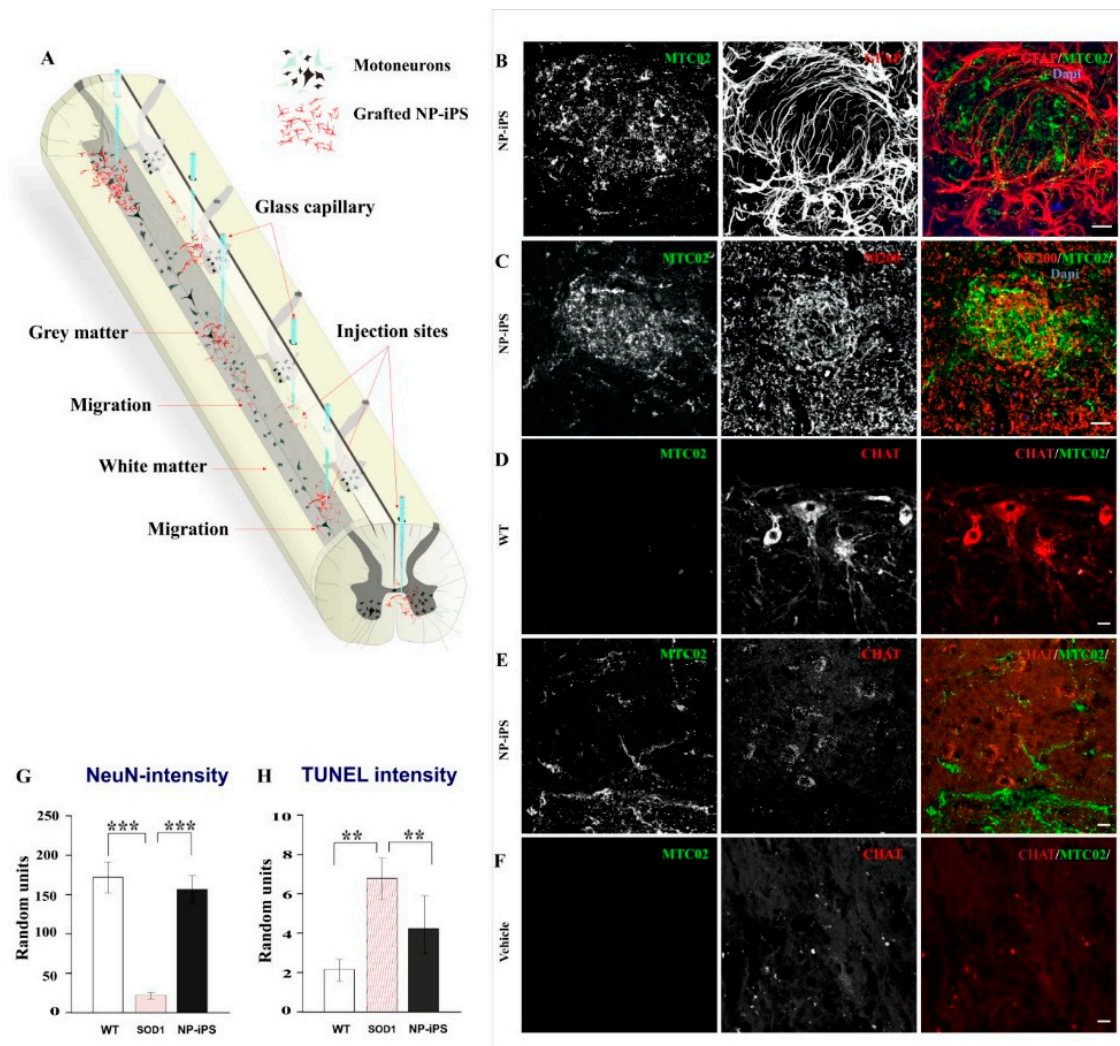 A
Motoneurons
Grafted NP-iPS
Glass capillary
Grey matter
Injection sites
Migration
White matter
Migration
B
NP-iPS
MTC02
GFAP
GFAP/MTC02/
Dapi
C
NP-iPS
MTC02
NF200
NF200/MTC02/
Dapi
D
WT
MTC02
CHAT
CHAT/MTC02/
E
NP-iPS
MTC02
CHAT
CHAT/MTC02/
F
Vehicle
MTC02
CHAT
CHAT/MTC02/
G NeuN-intensity
Random units
250
200
150
100
50
0
*** ***
WT SOD1 NP-iPS
H TUNEL intensity
Random units
10
8
6
4
2
0
** **
WT SOD1 NP-iPS